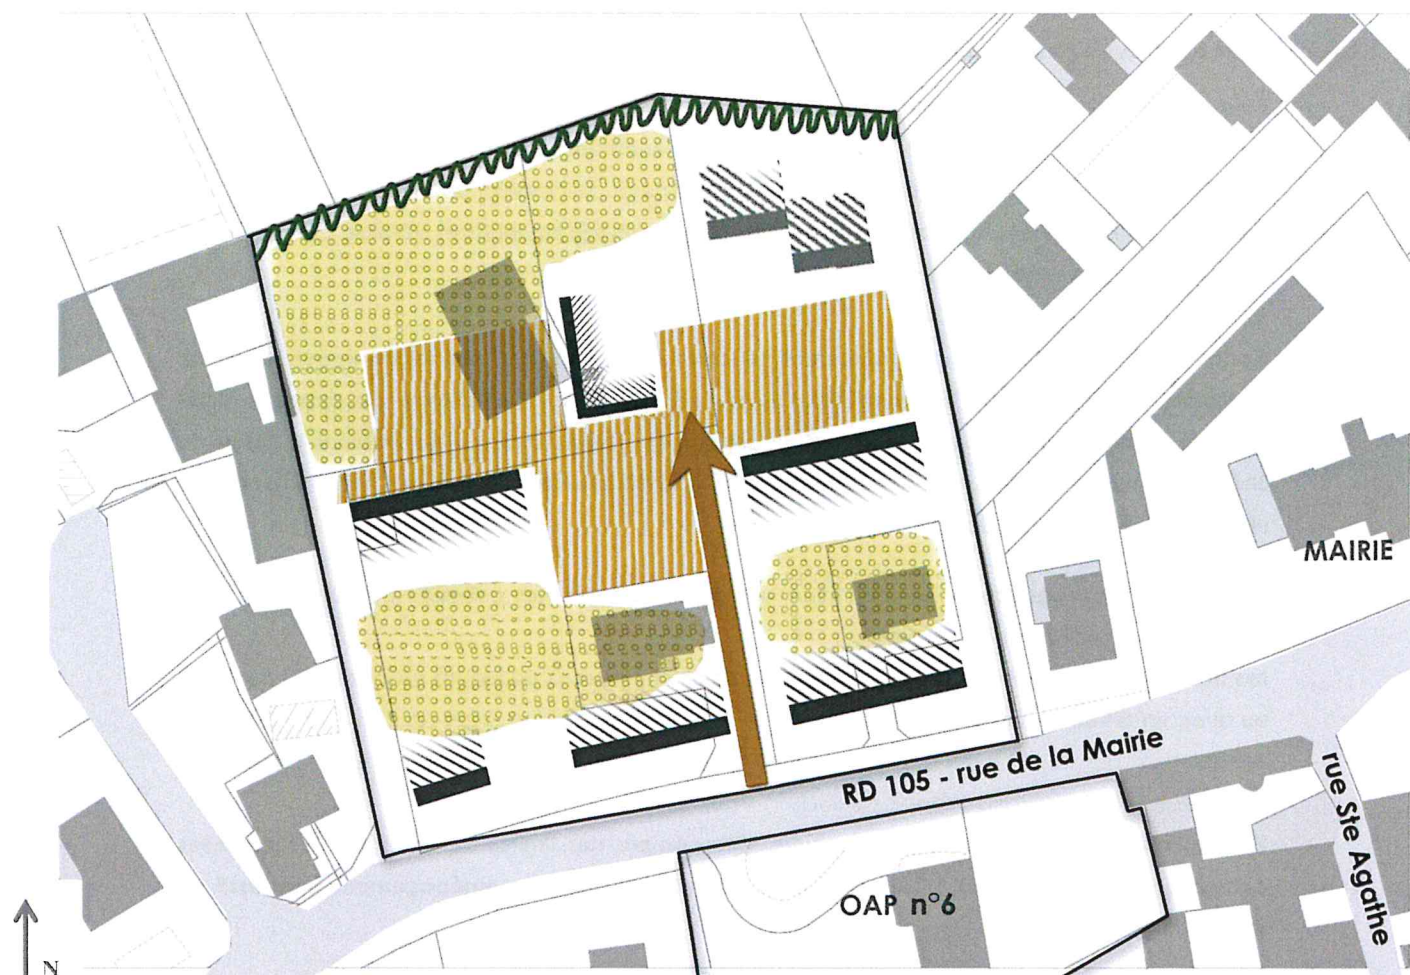 MAIRIE
RD 105 - rue de la Mairie
rue Ste Agathe
OAP n°6
N